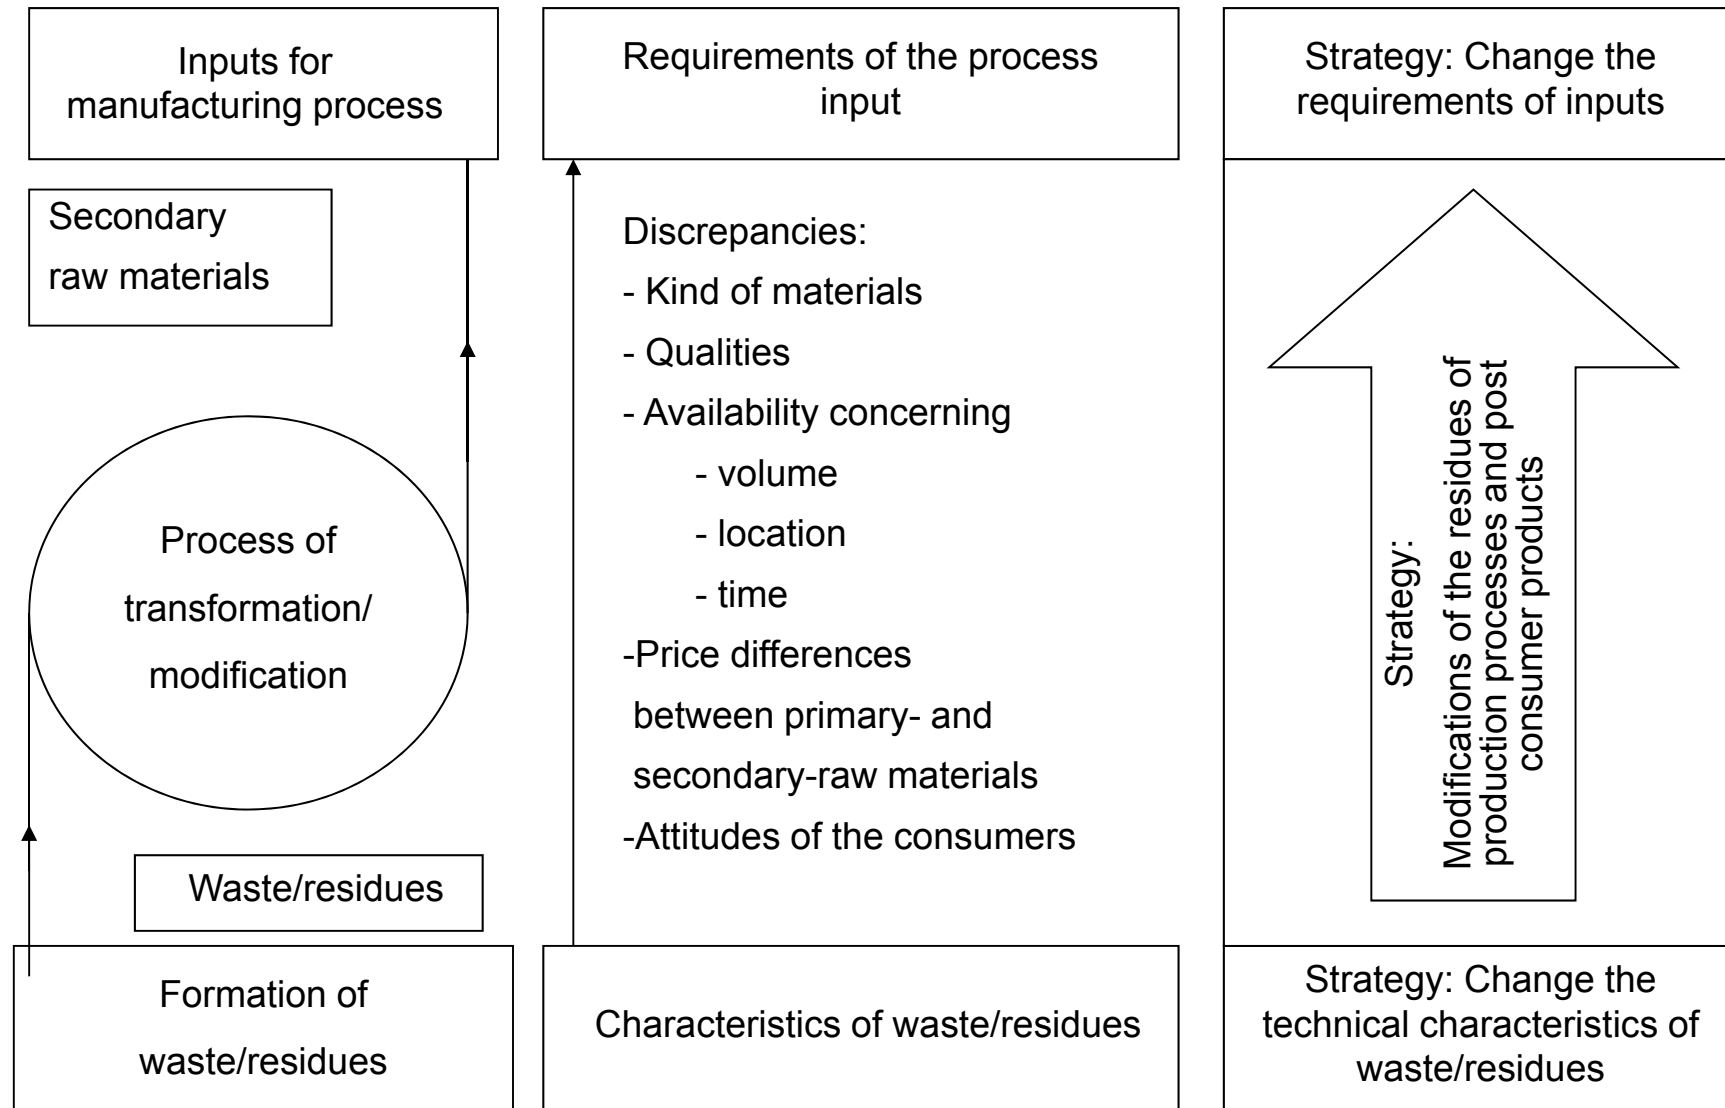 Inputs for
manufacturing process
Secondary
raw materials
Process of
transformation/
modification
Waste/residues
Formation of
waste/residues
Requirements of the process
input
Discrepancies:
- Kind of materials
- Qualities
- Availability concerning
- volume
- location
- time
-Price differences
between primary- and
secondary-raw materials
-Attitudes of the consumers
Characteristics of waste/residues
Strategy: Change the
requirements of inputs
Strategy:
Modifications of the residues of
production processes and post
consumer products
Strategy: Change the
technical characteristics of
waste/residues